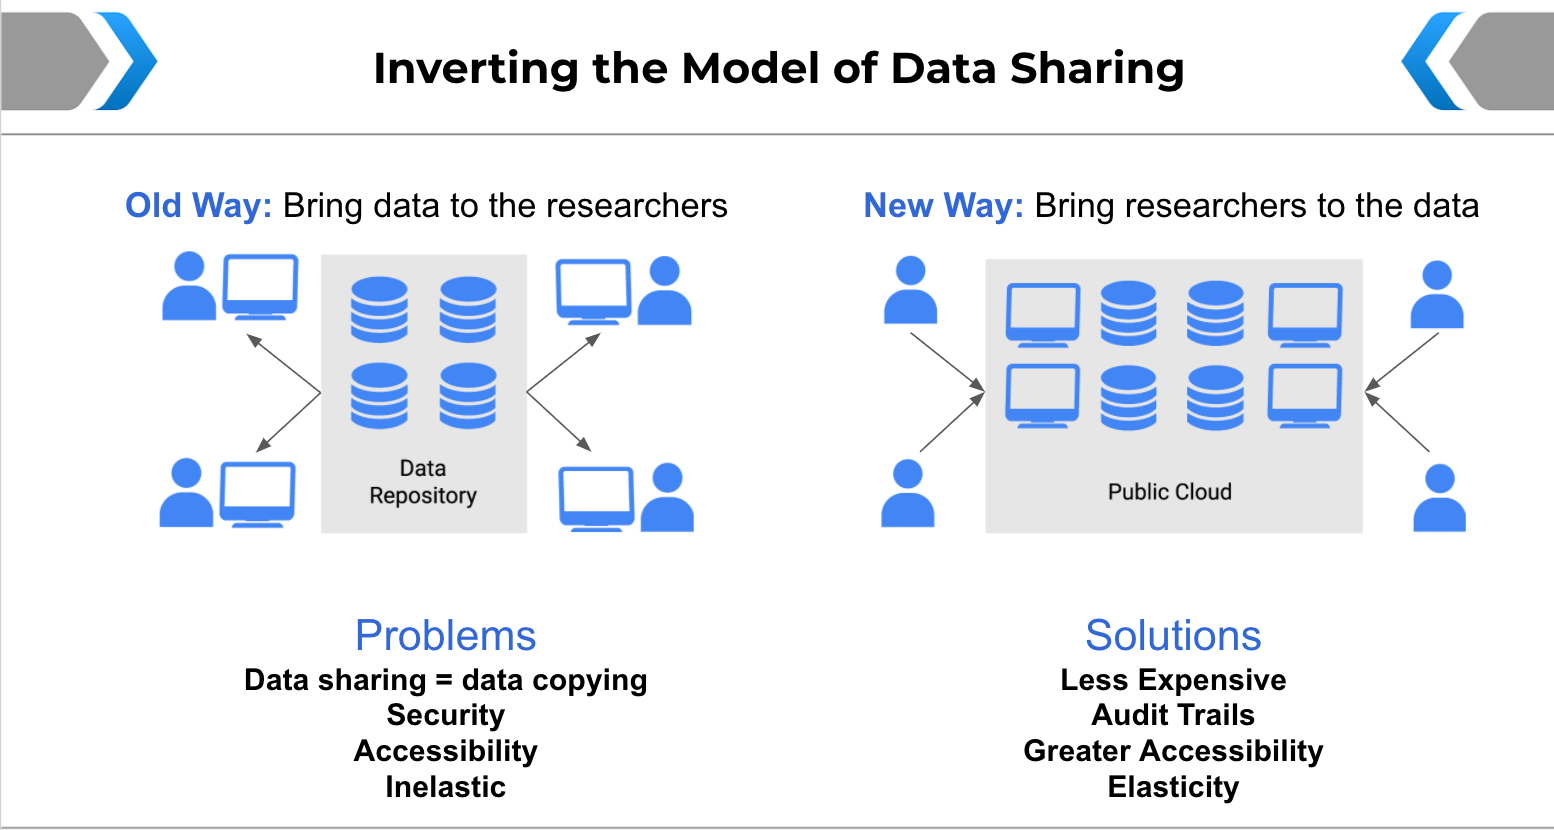 Inverting the Model of Data Sharing
Old Way: Bring data to the researchers
Data
Repository
Problems
Data sharing = data copying
Security
Accessibility
Inelastic
New Way: Bring researchers to the data
Public Cloud
Solutions
Less Expensive
Audit Trails
Greater Accessibility
Elasticity